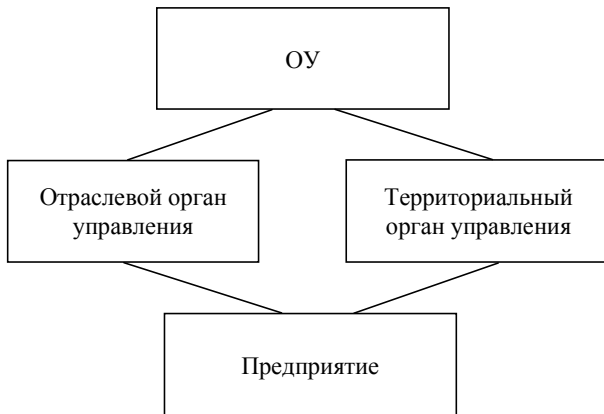 ОУ
Отраслевой орган
управления
Территориальный
орган управления
Предприятие